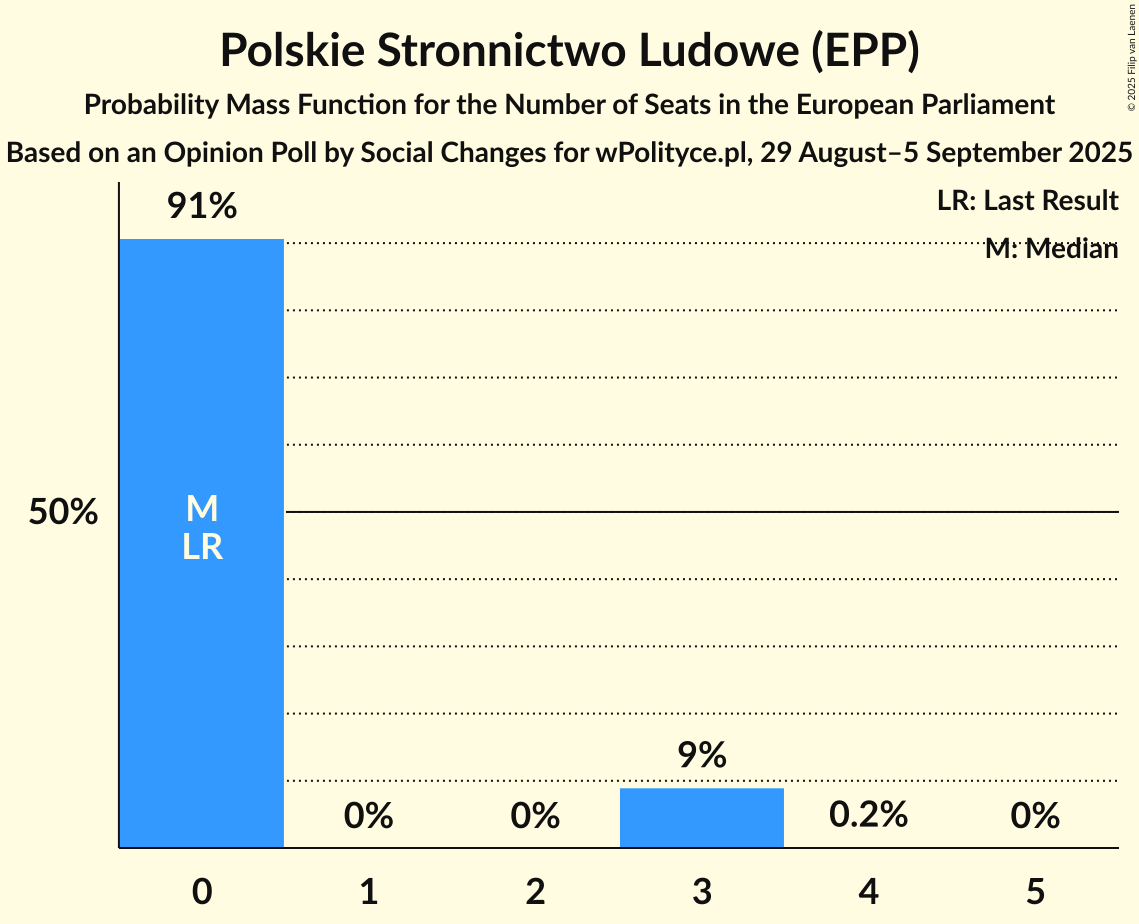 Polskie Stronnictwo Ludowe (EPP)
Probability Mass Function for the Number of Seats in the European Parliament
Based on an Opinion Poll by Social Changes for wPolityce.pl, 29 August–5 September 2025
© 2025 Filip van Laenen
LR: Last Result
M: Median
91%
50%
M
LR
0%
0%
9%
0.2%
0%
0
1
2
3
4
5